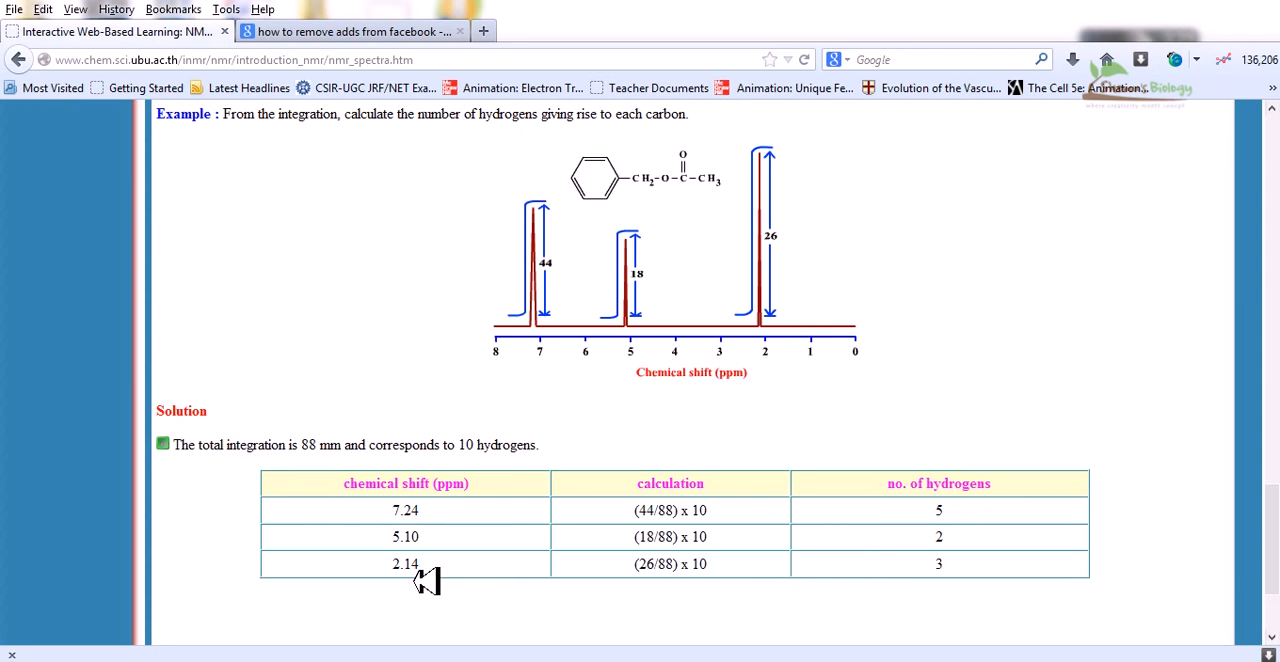 File Edit View History Bookmarks Tools Help
Interactive Web-Based Learning: NM... × how to remove adds from facebook -... × +
www.chem.sci.ubu.ac.th/inmr/nmr/introduction_nmr/nmr_spectra.htm Google 136,206
Most Visited Getting Started Latest Headlines CSIR-UGC JRF/NET Exa... Animation: Electron Tr... Teacher Documents Animation: Unique Fe... Evolution of the Vascu... The Cell 5e: Animation... »
Biology
Example : From the integration, calculate the number of hydrogens giving rise to each carbon.
O
CH2-O-C-CH3
26
44
18
8 7 6 5 4 3 2 1 0
Chemical shift (ppm)
Solution
The total integration is 88 mm and corresponds to 10 hydrogens.
chemical shift (ppm) calculation no. of hydrogens
7.24 (44/88) x 10 5
5.10 (18/88) x 10 2
2.14 (26/88) x 10 3
×